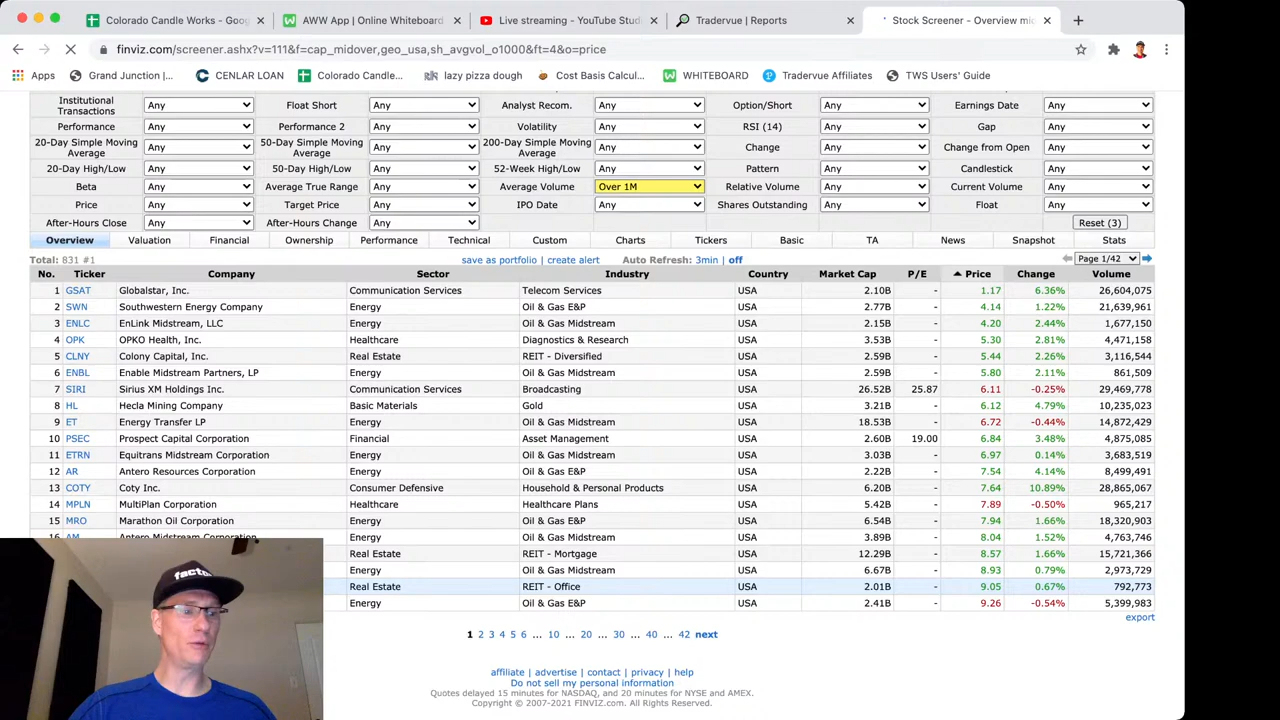 Colorado Candle Works - Goog
AWW App | Online Whiteboard
Live streaming - YouTube Stud
Tradervue | Reports
Stock Screener - Overview mid
finviz.com/screener.ashx?v=111&f=cap_midover,geo_usa,sh_avgvol_o1000&ft=4&o=price
Apps Grand Junction |... CENLAR LOAN Colorado Candle... lazy pizza dough Cost Basis Calcul... WHITEBOARD Tradervue Affiliates TWS Users' Guide
Institutional Transactions Any Float Short Any Analyst Recom. Any Option/Short Any Earnings Date Any
Performance Any Performance 2 Any Volatility Any RSI (14) Any Gap Any
20-Day Simple Moving Average Any 50-Day Simple Moving Average Any 200-Day Simple Moving Average Any Change Any Change from Open Any
20-Day High/Low Any 50-Day High/Low Any 52-Week High/Low Any Pattern Any Candlestick Any
Beta Any Average True Range Any Average Volume Over 1M Relative Volume Any Current Volume Any
Price Any Target Price Any IPO Date Any Shares Outstanding Any Float Any
After-Hours Close Any After-Hours Change Any Reset (3)
Overview Valuation Financial Ownership Performance Technical Custom Charts Tickers Basic TA News Snapshot Stats
Total: 831 #1 save as portfolio | create alert Auto Refresh: 3min | off Page 1/42
No. Ticker Company Sector Industry Country Market Cap P/E Price Change Volume
1 GSAT Globalstar, Inc. Communication Services Telecom Services USA 2.10B - 1.17 6.36% 26,604,075
2 SWN Southwestern Energy Company Energy Oil & Gas E&P USA 2.77B - 4.14 1.22% 21,639,961
3 ENLC EnLink Midstream, LLC Energy Oil & Gas Midstream USA 2.15B - 4.20 2.44% 1,677,150
4 OPK OPKO Health, Inc. Healthcare Diagnostics & Research USA 3.53B - 5.30 2.81% 4,471,158
5 CLNY Colony Capital, Inc. Real Estate REIT - Diversified USA 2.59B - 5.44 2.26% 3,116,544
6 ENBL Enable Midstream Partners, LP Energy Oil & Gas Midstream USA 2.59B - 5.80 2.11% 861,509
7 SIRI Sirius XM Holdings Inc. Communication Services Broadcasting USA 26.52B 25.87 6.11 -0.25% 29,469,778
8 HL Hecla Mining Company Basic Materials Gold USA 3.21B - 6.12 4.79% 10,235,023
9 ET Energy Transfer LP Energy Oil & Gas Midstream USA 18.53B - 6.72 -0.44% 14,872,429
10 PSEC Prospect Capital Corporation Financial Asset Management USA 2.60B 19.00 6.84 3.48% 4,875,085
11 ETRN Equitrans Midstream Corporation Energy Oil & Gas Midstream USA 3.03B - 6.97 0.14% 3,683,519
12 AR Antero Resources Corporation Energy Oil & Gas E&P USA 2.22B - 7.54 4.14% 8,499,491
13 COTY Coty Inc. Consumer Defensive Household & Personal Products USA 6.20B - 7.64 10.89% 28,865,067
14 MPLN MultiPlan Corporation Healthcare Healthcare Plans USA 5.42B - 7.89 -0.50% 965,217
15 MRO Marathon Oil Corporation Energy Oil & Gas E&P USA 6.54B - 7.94 1.66% 18,320,903
16 AM Antero Midstream Corporation Energy Oil & Gas Midstream USA 3.89B - 8.04 1.52% 4,763,746
Real Estate REIT - Mortgage USA 12.29B - 8.57 1.66% 15,721,366
Energy Oil & Gas Midstream USA 6.67B - 8.93 0.79% 2,973,729
Real Estate REIT - Office USA 2.01B - 9.05 0.67% 792,773
Energy Oil & Gas E&P USA 2.41B - 9.26 -0.54% 5,399,983
export
1 2 3 4 5 6 ... 10 ... 20 ... 30 ... 40 ... 42 next
affiliate | advertise | contact | privacy | help
Do not sell my personal information
Quotes delayed 15 minutes for NASDAQ, and 20 minutes for NYSE and AMEX.
Copyright © 2007-2021 FINVIZ.com. All Rights Reserved.
factor